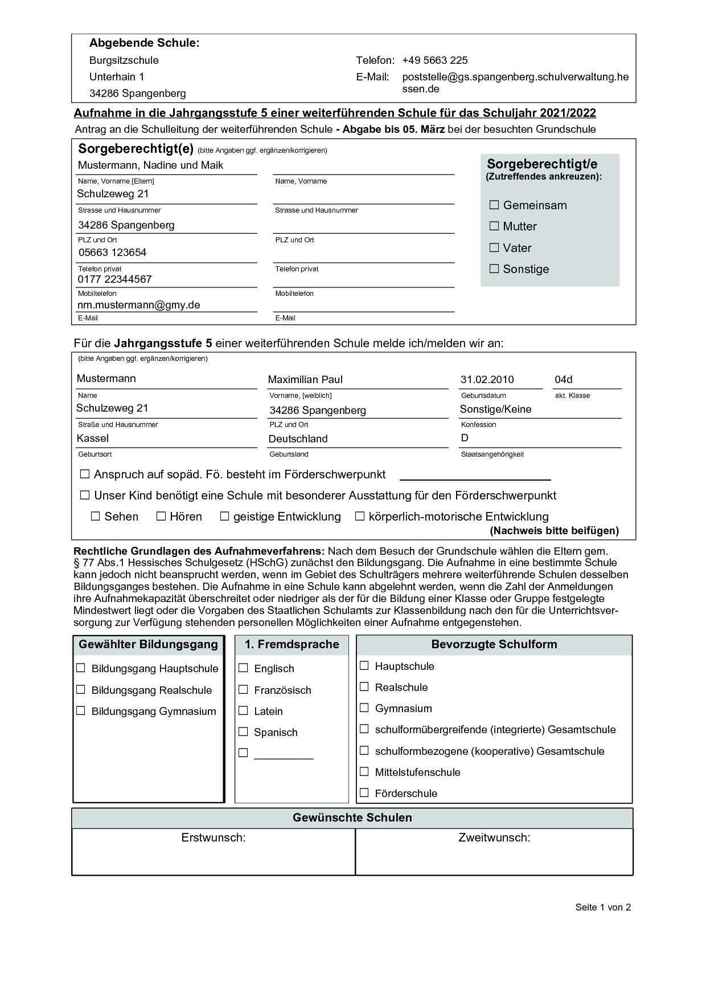 Abgebende Schule:
Burgsitzschule
Telefon: +49 5663 225
Unterhain 1
E-Mail: poststelle@gs.spangenberg.schulverwaltung.he
ssen.de
34286 Spangenberg
Aufnahme in die Jahrgangsstufe 5 einer weiterführenden Schule für das Schuljahr 2021/2022
Antrag an die Schulleitung der weiterführenden Schule - Abgabe bis 05. März bei der besuchten Grundschule
Sorgeberechtigt(e) (bitte Angaben ggf. ergänzen/korrigieren)
Mustermann, Nadine und Maik
Name, Vorname [Eltern] Name, Vorname
Schulzeweg 21
Strasse und Hausnummer Strasse und Hausnummer
34286 Spangenberg
PLZ und Ort PLZ und Ort
05663 123654
Telefon privat Telefon privat
0177 22344567
Mobiltelefon Mobiltelefon
nm.mustermann@gmy.de
E-Mail E-Mail
Sorgeberechtigt/e
(Zutreffendes ankreuzen):
☐ Gemeinsam
☐ Mutter
☐ Vater
☐ Sonstige
Für die Jahrgangsstufe 5 einer weiterführenden Schule melde ich/melden wir an:
(bitte Angaben ggf. ergänzen/korrigieren)
Mustermann Maximilian Paul 31.02.2010 04d
Name Vorname, [weiblich] Geburtsdatum akt. Klasse
Schulzeweg 21 34286 Spangenberg Sonstige/Keine
Straße und Hausnummer PLZ und Ort Konfession
Kassel Deutschland D
Geburtsort Geburtsland Staatsangehörigkeit
☐ Anspruch auf sopäd. Fö. besteht im Förderschwerpunkt
☐ Unser Kind benötigt eine Schule mit besonderer Ausstattung für den Förderschwerpunkt
☐ Sehen ☐ Hören ☐ geistige Entwicklung ☐ körperlich-motorische Entwicklung
(Nachweis bitte beifügen)
Rechtliche Grundlagen des Aufnahmeverfahrens: Nach dem Besuch der Grundschule wählen die Eltern gem.
§ 77 Abs.1 Hessisches Schulgesetz (HSchG) zunächst den Bildungsgang. Die Aufnahme in eine bestimmte Schule
kann jedoch nicht beansprucht werden, wenn im Gebiet des Schulträgers mehrere weiterführende Schulen desselben
Bildungsganges bestehen. Die Aufnahme in eine Schule kann abgelehnt werden, wenn die Zahl der Anmeldungen
ihre Aufnahmekapazität überschreitet oder niedriger als der für die Bildung einer Klasse oder Gruppe festgelegte
Mindestwert liegt oder die Vorgaben des Staatlichen Schulamts zur Klassenbildung nach den für die Unterrichtsver-
sorgung zur Verfügung stehenden personellen Möglichkeiten einer Aufnahme entgegenstehen.
Gewählter Bildungsgang
☐ Bildungsgang Hauptschule
☐ Bildungsgang Realschule
☐ Bildungsgang Gymnasium
1. Fremdsprache
☐ Englisch
☐ Französisch
☐ Latein
☐ Spanisch
☐ __________
Bevorzugte Schulform
☐ Hauptschule
☐ Realschule
☐ Gymnasium
☐ schulformübergreifende (integrierte) Gesamtschule
☐ schulformbezogene (kooperative) Gesamtschule
☐ Mittelstufenschule
☐ Förderschule
Gewünschte Schulen
Erstwunsch: Zweitwunsch:
Seite 1 von 2